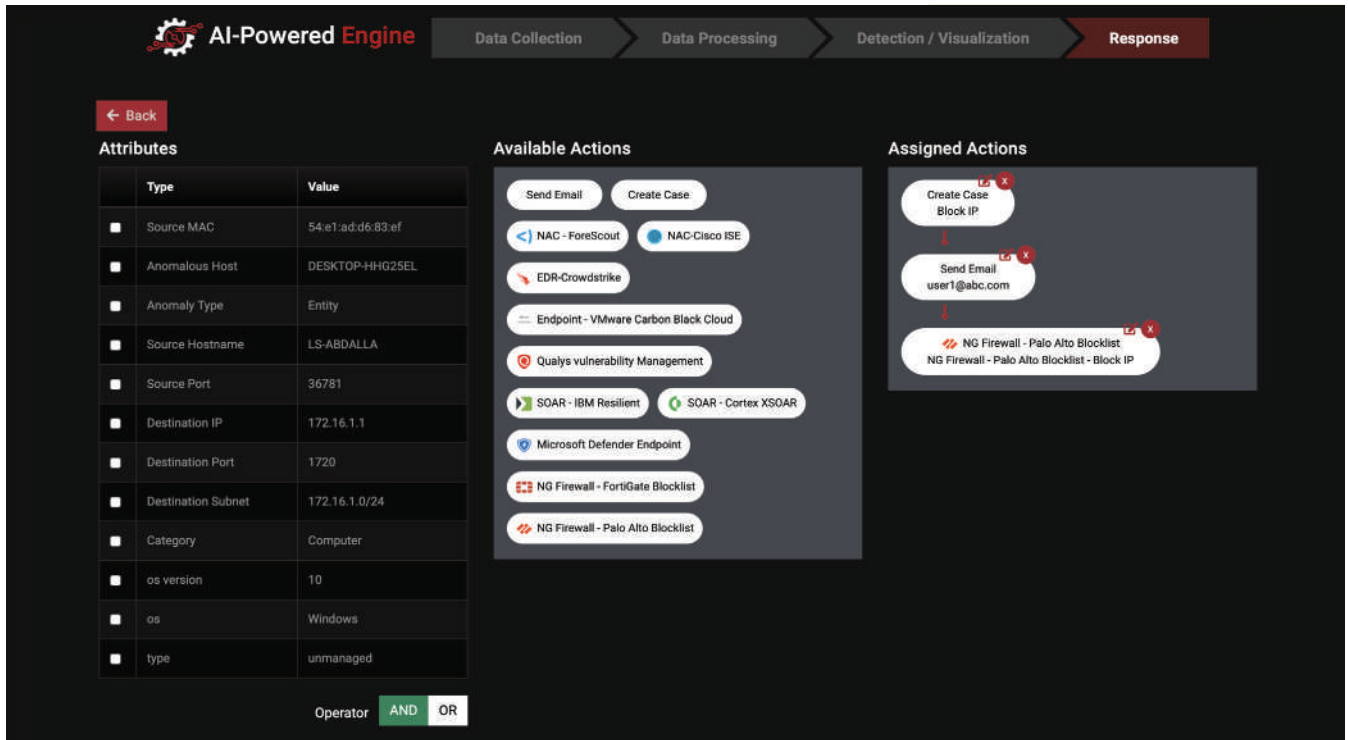 AI-Powered Engine
Data Collection
Data Processing
Detection / Visualization
Response
← Back
Attributes
Type Value
Source MAC 54:e1:ad:d6:83:ef
Anomalous Host DESKTOP-HHG25EL
Anomaly Type Entity
Source Hostname LS-ABDALLA
Source Port 36781
Destination IP 172.16.1.1
Destination Port 1720
Destination Subnet 172.16.1.0/24
Category Computer
os version 10
os Windows
type unmanaged
Operator AND OR
Available Actions
Send Email Create Case
NAC - ForeScout NAC-Cisco ISE
EDR-Crowdstrike
Endpoint - VMware Carbon Black Cloud
Qualys vulnerability Management
SOAR - IBM Resilient SOAR - Cortex XSOAR
Microsoft Defender Endpoint
NG Firewall - FortiGate Blocklist
NG Firewall - Palo Alto Blocklist
Assigned Actions
x
Create Case
Block IP
x
Send Email
user1@abc.com
x
NG Firewall - Palo Alto Blocklist
NG Firewall - Palo Alto Blocklist - Block IP